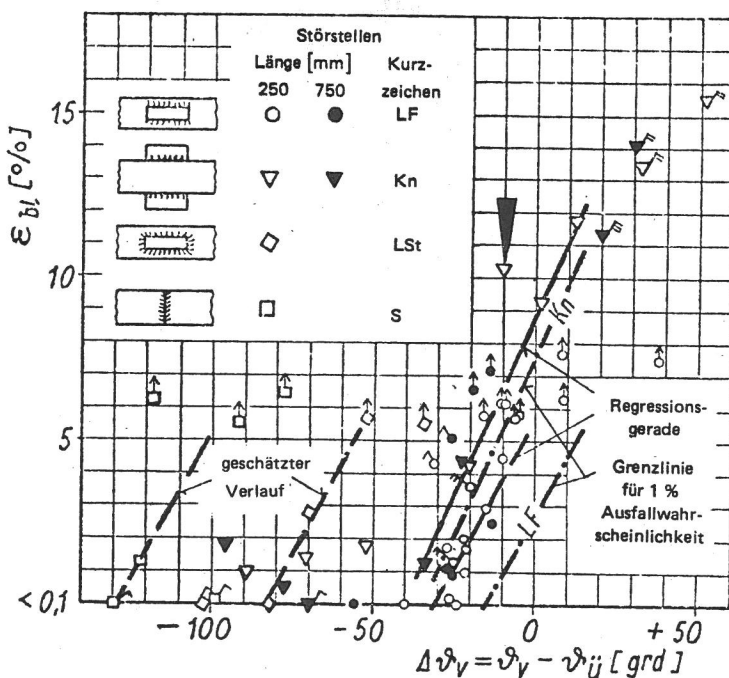 Störstellen
Länge [mm] Kurz-
250 750 zeichen
LF
Kn
LSt
S
ε_bl [%]
15
10
5
< 0,1
geschätzter
Verlauf
Kn
LF
Regressions-
gerade
Grenzlinie
für 1 %
Ausfallwahr-
scheinlichkeit
−100 −50 0 +50
Δϑ_V = ϑ_V − ϑ_Ü [grd]